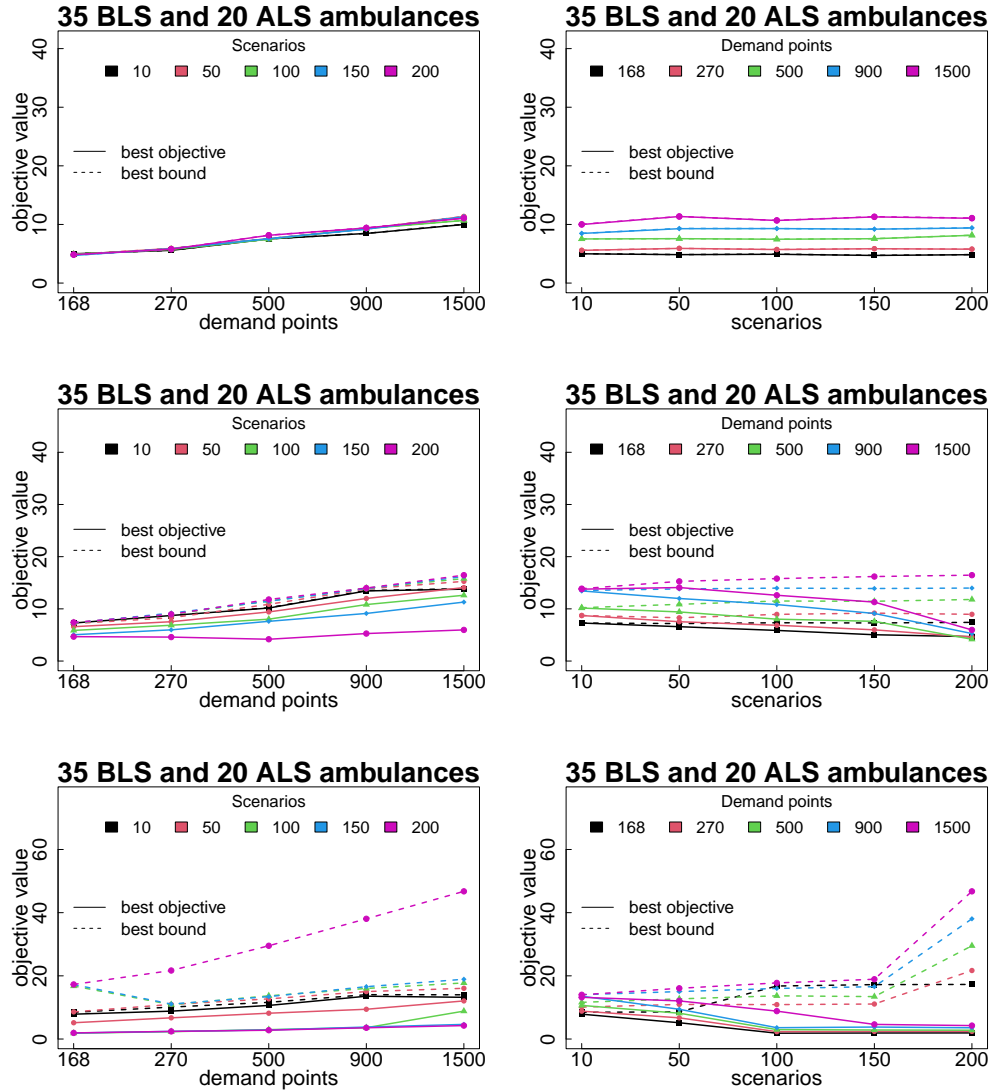 35 BLS and 20 ALS ambulances
Scenarios
10 50 100 150 200
best objective
best bound
objective value
0 10 20 30 40
168 270 500 900 1500
demand points
35 BLS and 20 ALS ambulances
Demand points
168 270 500 900 1500
best objective
best bound
objective value
0 10 20 30 40
10 50 100 150 200
scenarios
35 BLS and 20 ALS ambulances
Scenarios
10 50 100 150 200
best objective
best bound
objective value
0 10 20 30 40
168 270 500 900 1500
demand points
35 BLS and 20 ALS ambulances
Demand points
168 270 500 900 1500
best objective
best bound
objective value
0 10 20 30 40
10 50 100 150 200
scenarios
35 BLS and 20 ALS ambulances
Scenarios
10 50 100 150 200
best objective
best bound
objective value
0 20 40 60
168 270 500 900 1500
demand points
35 BLS and 20 ALS ambulances
Demand points
168 270 500 900 1500
best objective
best bound
objective value
0 20 40 60
10 50 100 150 200
scenarios